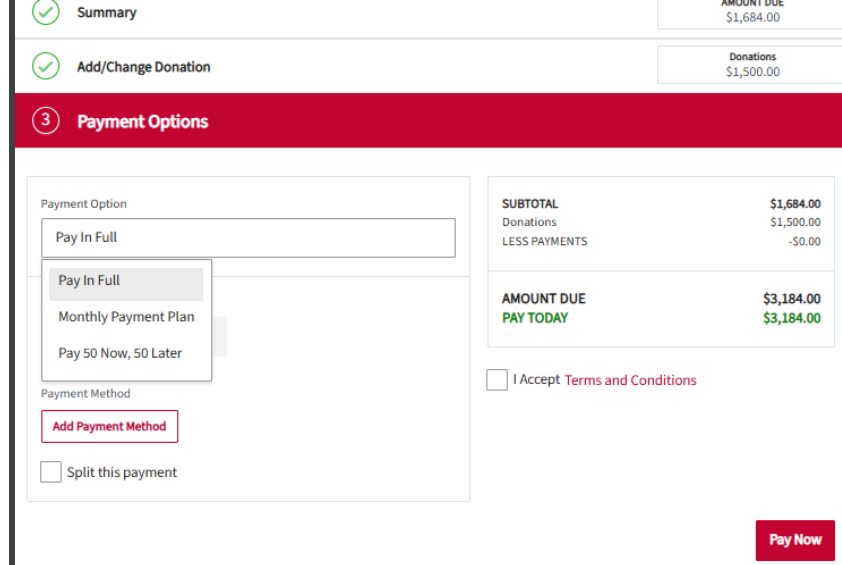 AMOUNT DUE
Summary
$1,684.00
Donations
Add/Change Donation
$1,500.00
3 Payment Options
Payment Option
Pay In Full
Pay In Full
Monthly Payment Plan
Pay 50 Now, 50 Later
Payment Method
Add Payment Method
Split this payment
SUBTOTAL $1,684.00
Donations $1,500.00
LESS PAYMENTS -$0.00
AMOUNT DUE $3,184.00
PAY TODAY $3,184.00
I Accept Terms and Conditions
Pay Now